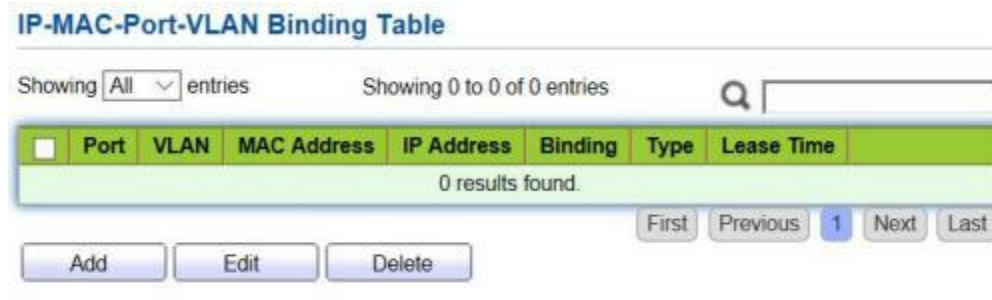 IP-MAC-Port-VLAN Binding Table
Showing All entries Showing 0 to 0 of 0 entries
Port VLAN MAC Address IP Address Binding Type Lease Time
0 results found.
First Previous 1 Next Last
Add Edit Delete